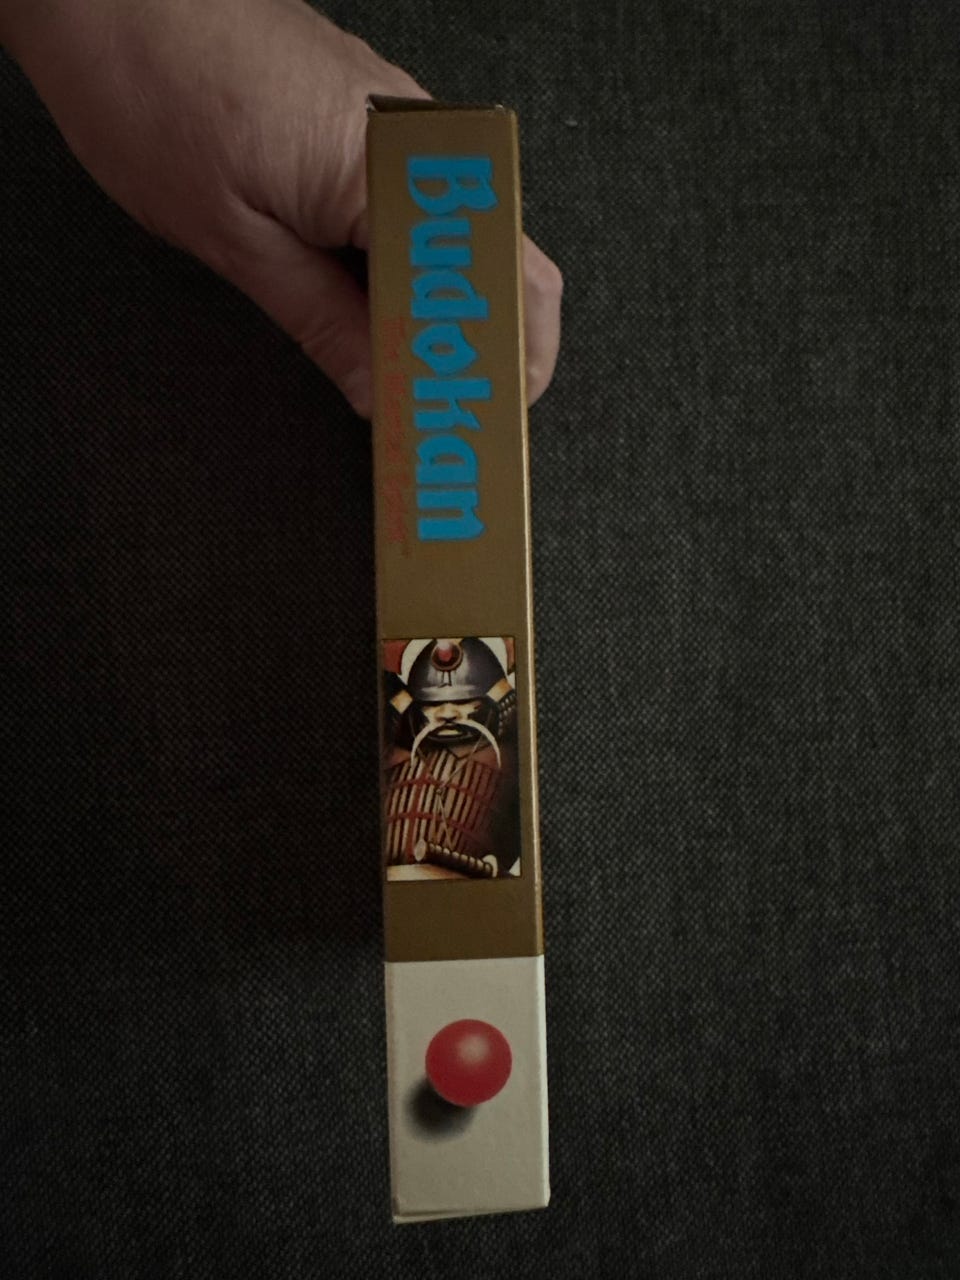 Budokan
The Martial Spirit